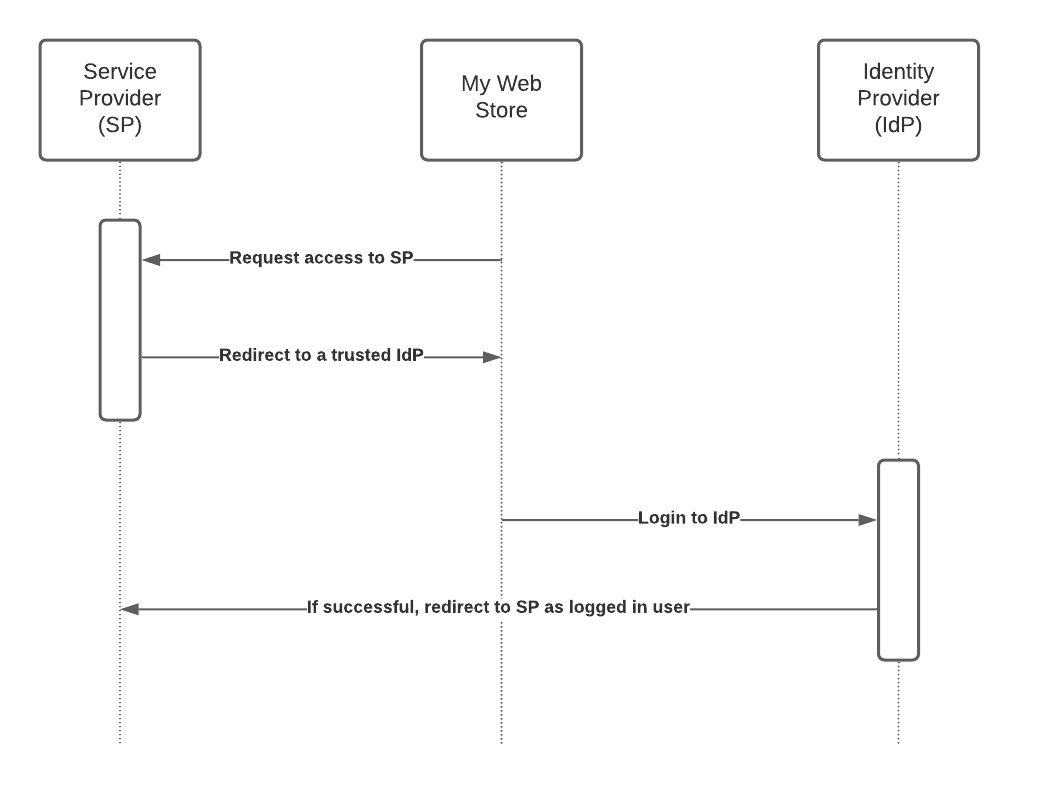 Service
Provider
(SP)
My Web
Store
Identity
Provider
(IdP)
Request access to SP
Redirect to a trusted IdP
Login to IdP
If successful, redirect to SP as logged in user